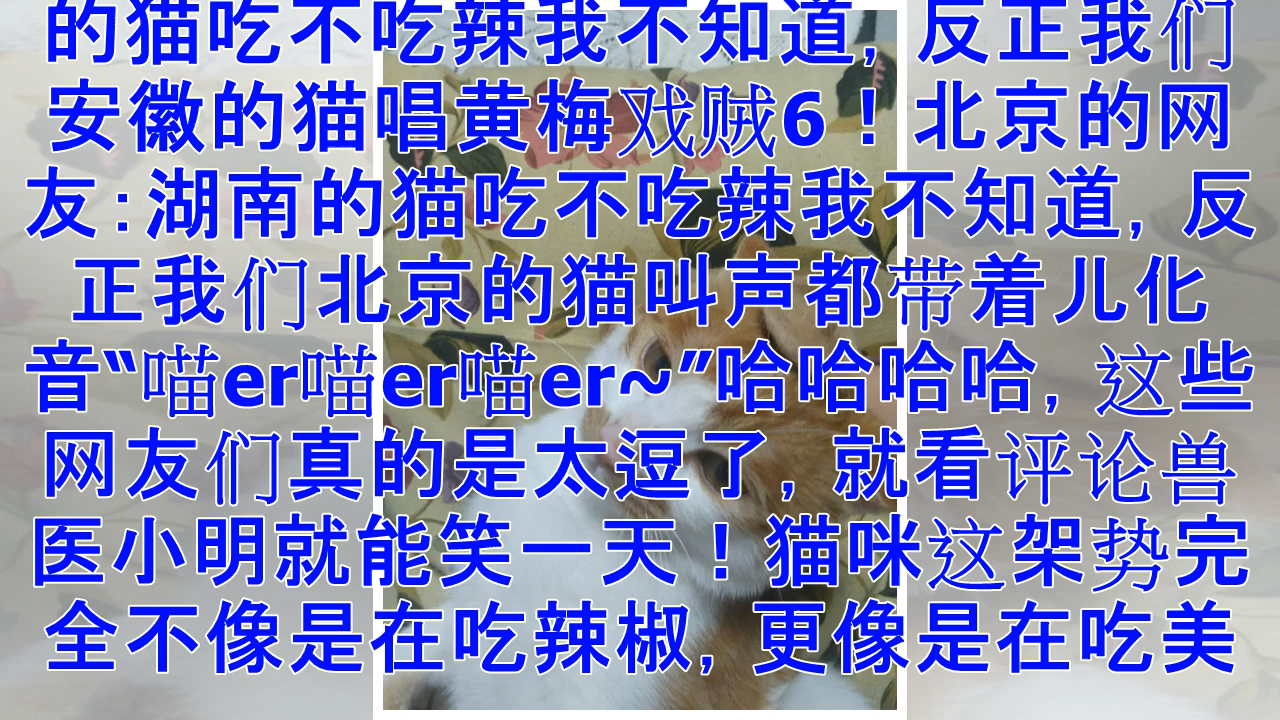 的猫吃不吃辣我不知道, 反正我们
安徽的猫唱黄梅戏贼6！北京的网
友:湖南的猫吃不吃辣我不知道, 反
正我们北京的猫叫声都带着儿化
音“喵er喵er喵er~”哈哈哈哈, 这些
网友们真的是太逗了, 就看评论兽
医小明就能笑一天！猫咪这架势完
全不像是在吃辣椒, 更像是在吃美